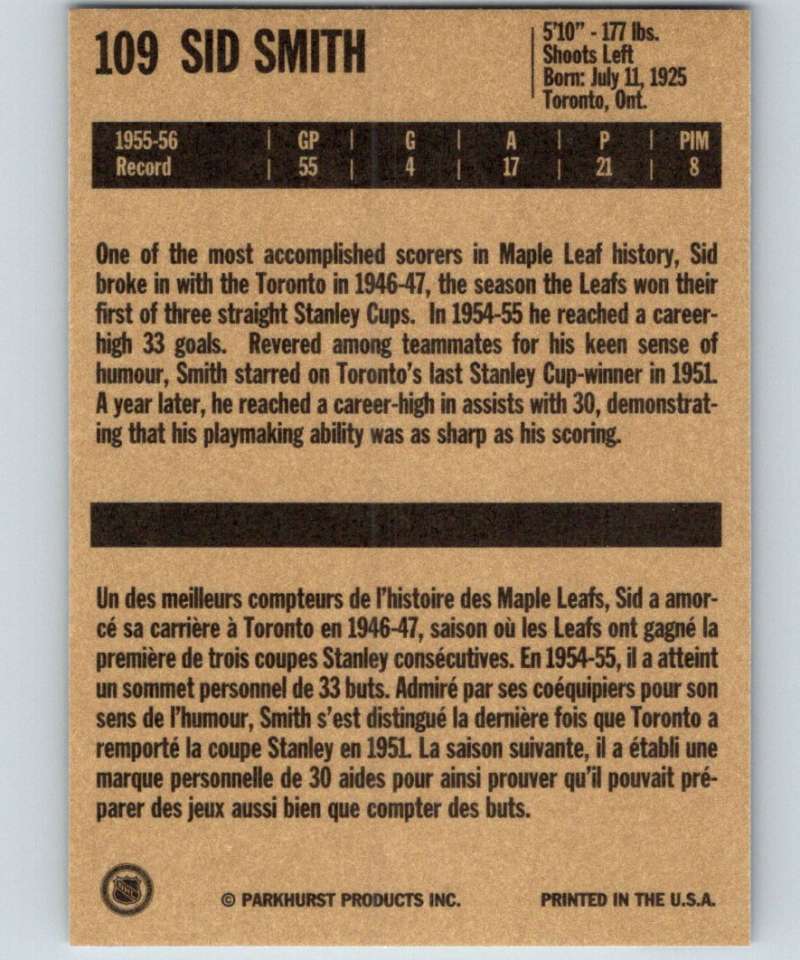 109 SID SMITH
5'10" - 177 lbs.
Shoots Left
Born: July 11, 1925
Toronto, Ont.
1955-56 | GP | G | A | P | PIM
Record | 55 | 4 | 17 | 21 | 8
One of the most accomplished scorers in Maple Leaf history, Sid
broke in with the Toronto in 1946-47, the season the Leafs won their
first of three straight Stanley Cups. In 1954-55 he reached a career-
high 33 goals. Revered among teammates for his keen sense of
humour, Smith starred on Toronto's last Stanley Cup-winner in 1951.
A year later, he reached a career-high in assists with 30, demonstrat-
ing that his playmaking ability was as sharp as his scoring.
Un des meilleurs compteurs de l'histoire des Maple Leafs, Sid a amor-
cé sa carrière à Toronto en 1946-47, saison où les Leafs ont gagné la
première de trois coupes Stanley consécutives. En 1954-55, il a atteint
un sommet personnel de 33 buts. Admiré par ses coéquipiers pour son
sens de l'humour, Smith s'est distingué la dernière fois que Toronto a
remporté la coupe Stanley en 1951. La saison suivante, il a établi une
marque personnelle de 30 aides pour ainsi prouver qu'il pouvait pré-
parer des jeux aussi bien que compter des buts.
© PARKHURST PRODUCTS INC. PRINTED IN THE U.S.A.